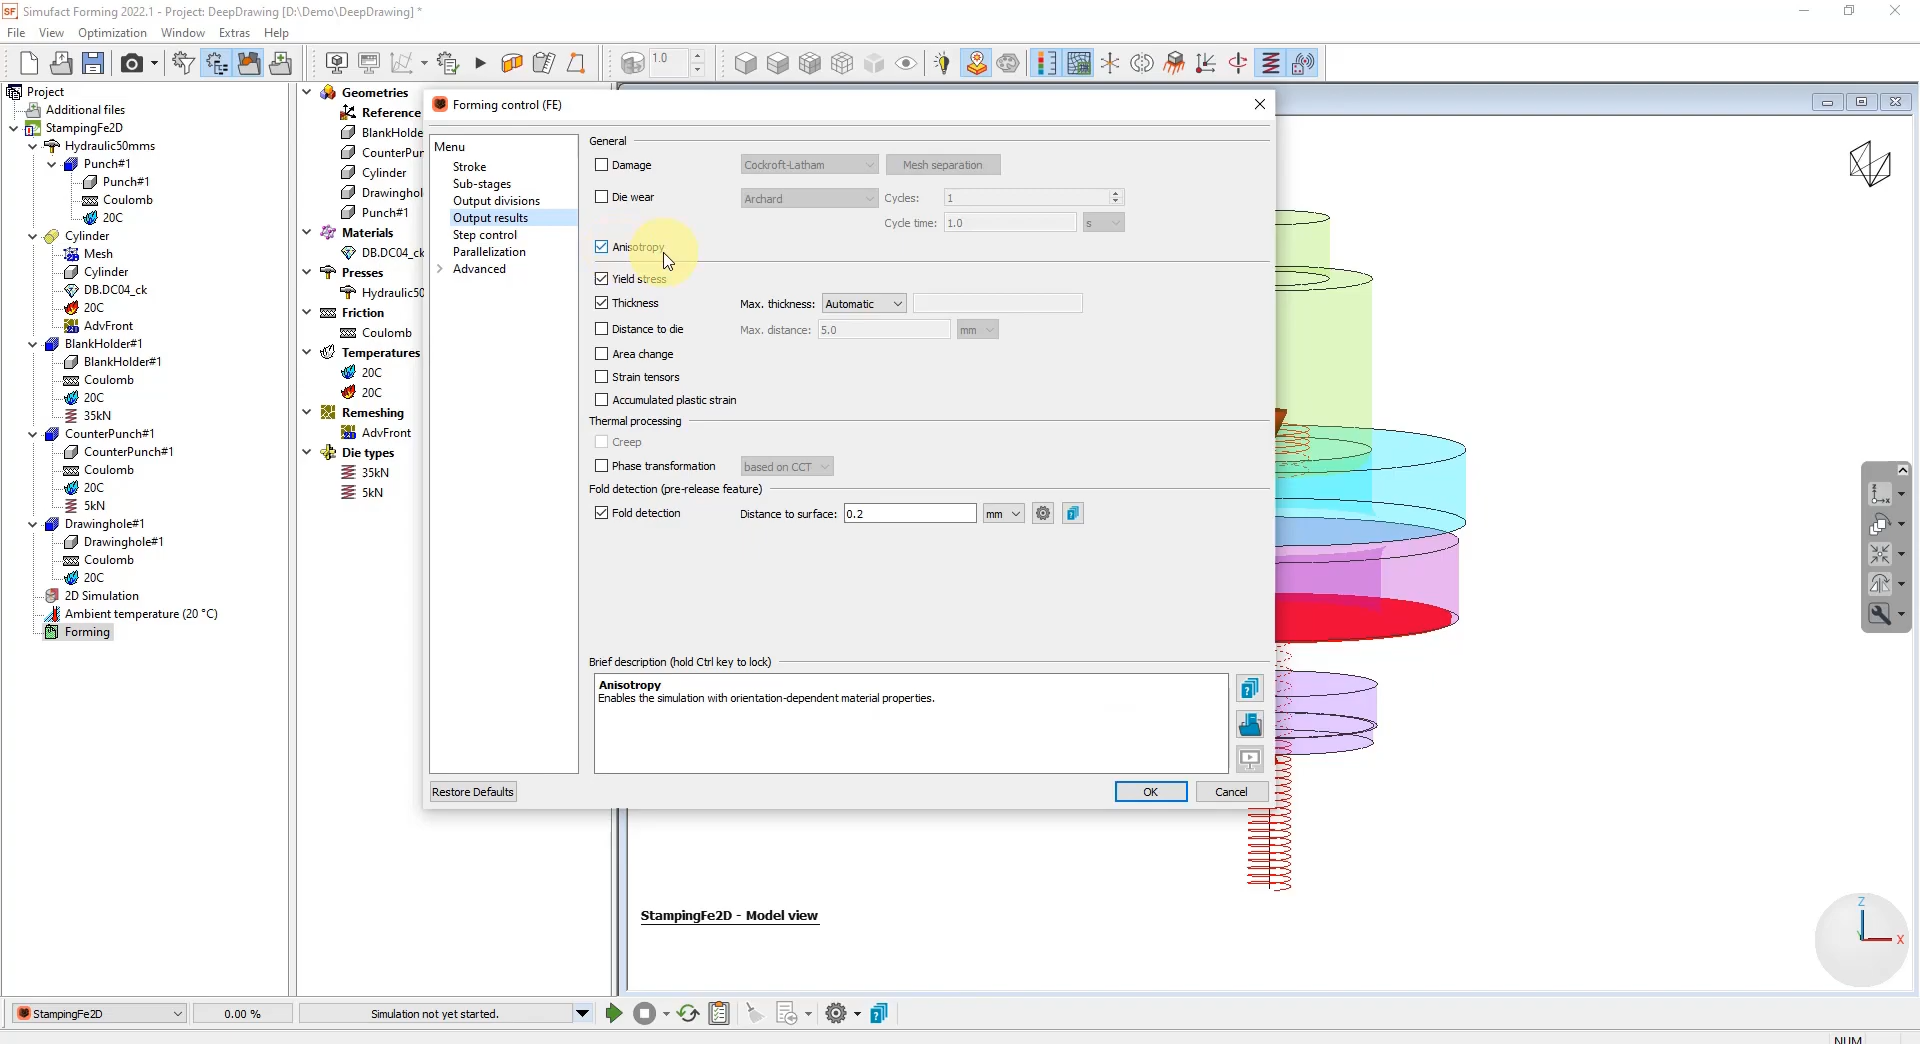 Simufact Forming 2022.1 - Project: DeepDrawing [D:\Demo\DeepDrawing] *
File View Optimization Window Extras Help
1.0
Project
Additional files
StampingFe2D
Hydraulic50mms
Punch#1
Punch#1
Coulomb
20C
Cylinder
Mesh
Cylinder
DB.DC04_ck
20C
AdvFront
BlankHolder#1
BlankHolder#1
Coulomb
20C
35kN
CounterPunch#1
CounterPunch#1
Coulomb
20C
5kN
Drawinghole#1
Drawinghole#1
Coulomb
20C
2D Simulation
Ambient temperature (20 °C)
Forming
Geometries
Reference
BlankHolde
CounterPun
Cylinder
Drawinghol
Punch#1
Materials
DB.DC04_ck
Presses
Hydraulic50
Friction
Coulomb
Temperatures
20C
20C
Remeshing
AdvFront
Die types
35kN
5kN
Forming control (FE)
Menu
Stroke
Sub-stages
Output divisions
Output results
Step control
Parallelization
Advanced
General
Damage Cockroft-Latham Mesh separation
Die wear Archard Cycles: 1
Cycle time: 1.0 s
Anisotropy
Yield stress
Thickness Max. thickness: Automatic
Distance to die Max. distance: 5.0 mm
Area change
Strain tensors
Accumulated plastic strain
Thermal processing
Creep
Phase transformation based on CCT
Fold detection (pre-release feature)
Fold detection Distance to surface: 0.2 mm
Brief description (hold Ctrl key to lock)
Anisotropy
Enables the simulation with orientation-dependent material properties.
Restore Defaults OK Cancel
StampingFe2D - Model view
Z
X
StampingFe2D 0.00 % Simulation not yet started.
NUM